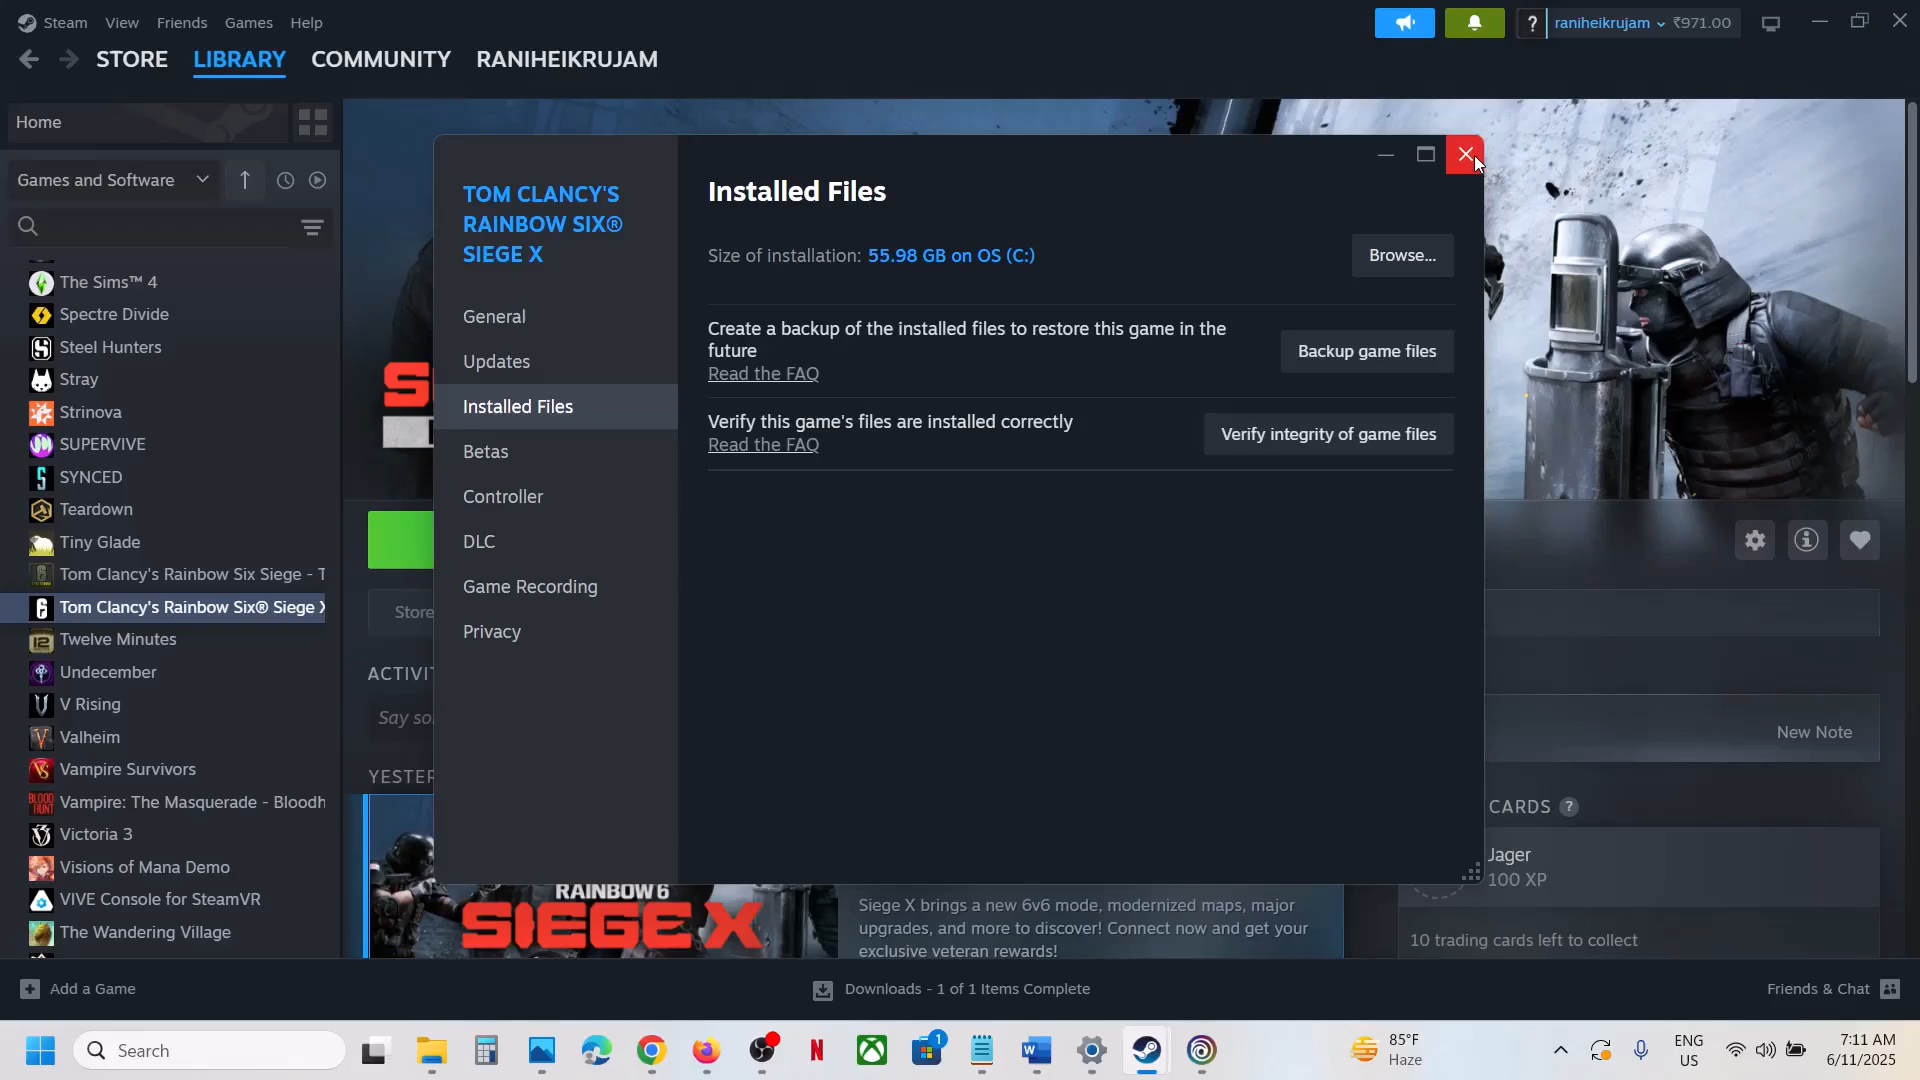 Steam View Friends Games Help
? raniheikrujam ₹971.00
STORE LIBRARY COMMUNITY RANIHEIKRUJAM
Home
Games and Software
The Sims™ 4
Spectre Divide
Steel Hunters
Stray
Strinova
SUPERVIVE
SYNCED
Teardown
Tiny Glade
Tom Clancy's Rainbow Six Siege - T
Tom Clancy's Rainbow Six® Siege X
Twelve Minutes
Undecember
V Rising
Valheim
Vampire Survivors
Vampire: The Masquerade - Bloodh
Victoria 3
Visions of Mana Demo
VIVE Console for SteamVR
The Wandering Village
TOM CLANCY'S
RAINBOW SIX®
SIEGE X
General
Updates
Installed Files
Betas
Controller
DLC
Game Recording
Privacy
Installed Files
Size of installation: 55.98 GB on OS (C:)
Browse...
Create a backup of the installed files to restore this game in the
future
Read the FAQ
Backup game files
Verify this game's files are installed correctly
Read the FAQ
Verify integrity of game files
S
Store
ACTIVIT
Say so
YESTER
New Note
CARDS ?
Jager
100 XP
10 trading cards left to collect
RAINBOW6
SIEGE X
Siege X brings a new 6v6 mode, modernized maps, major
upgrades, and more to discover! Connect now and get your
exclusive veteran rewards!
Add a Game
Downloads - 1 of 1 Items Complete
Friends & Chat
Search
1
85°F
Haze
ENG
US
7:11 AM
6/11/2025